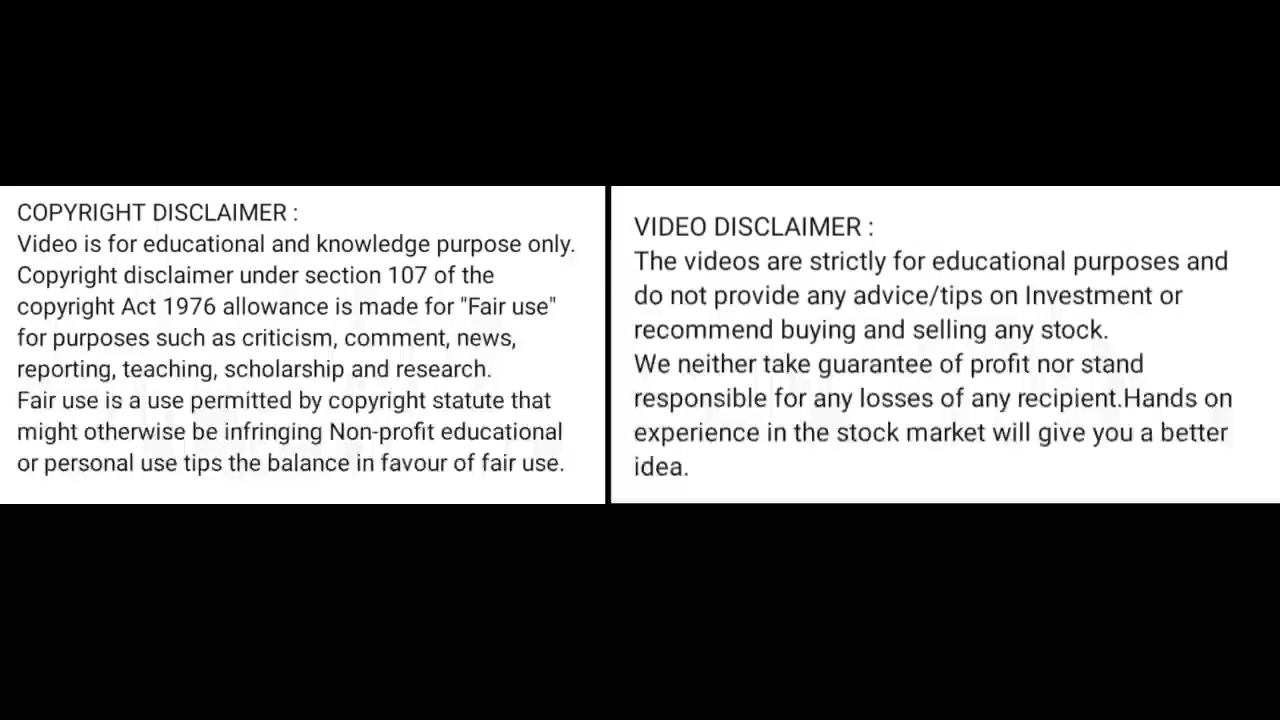 COPYRIGHT DISCLAIMER :
Video is for educational and knowledge purpose only.
Copyright disclaimer under section 107 of the
copyright Act 1976 allowance is made for "Fair use"
for purposes such as criticism, comment, news,
reporting, teaching, scholarship and research.
Fair use is a use permitted by copyright statute that
might otherwise be infringing Non-profit educational
or personal use tips the balance in favour of fair use.
VIDEO DISCLAIMER :
The videos are strictly for educational purposes and
do not provide any advice/tips on Investment or
recommend buying and selling any stock.
We neither take guarantee of profit nor stand
responsible for any losses of any recipient.Hands on
experience in the stock market will give you a better
idea.